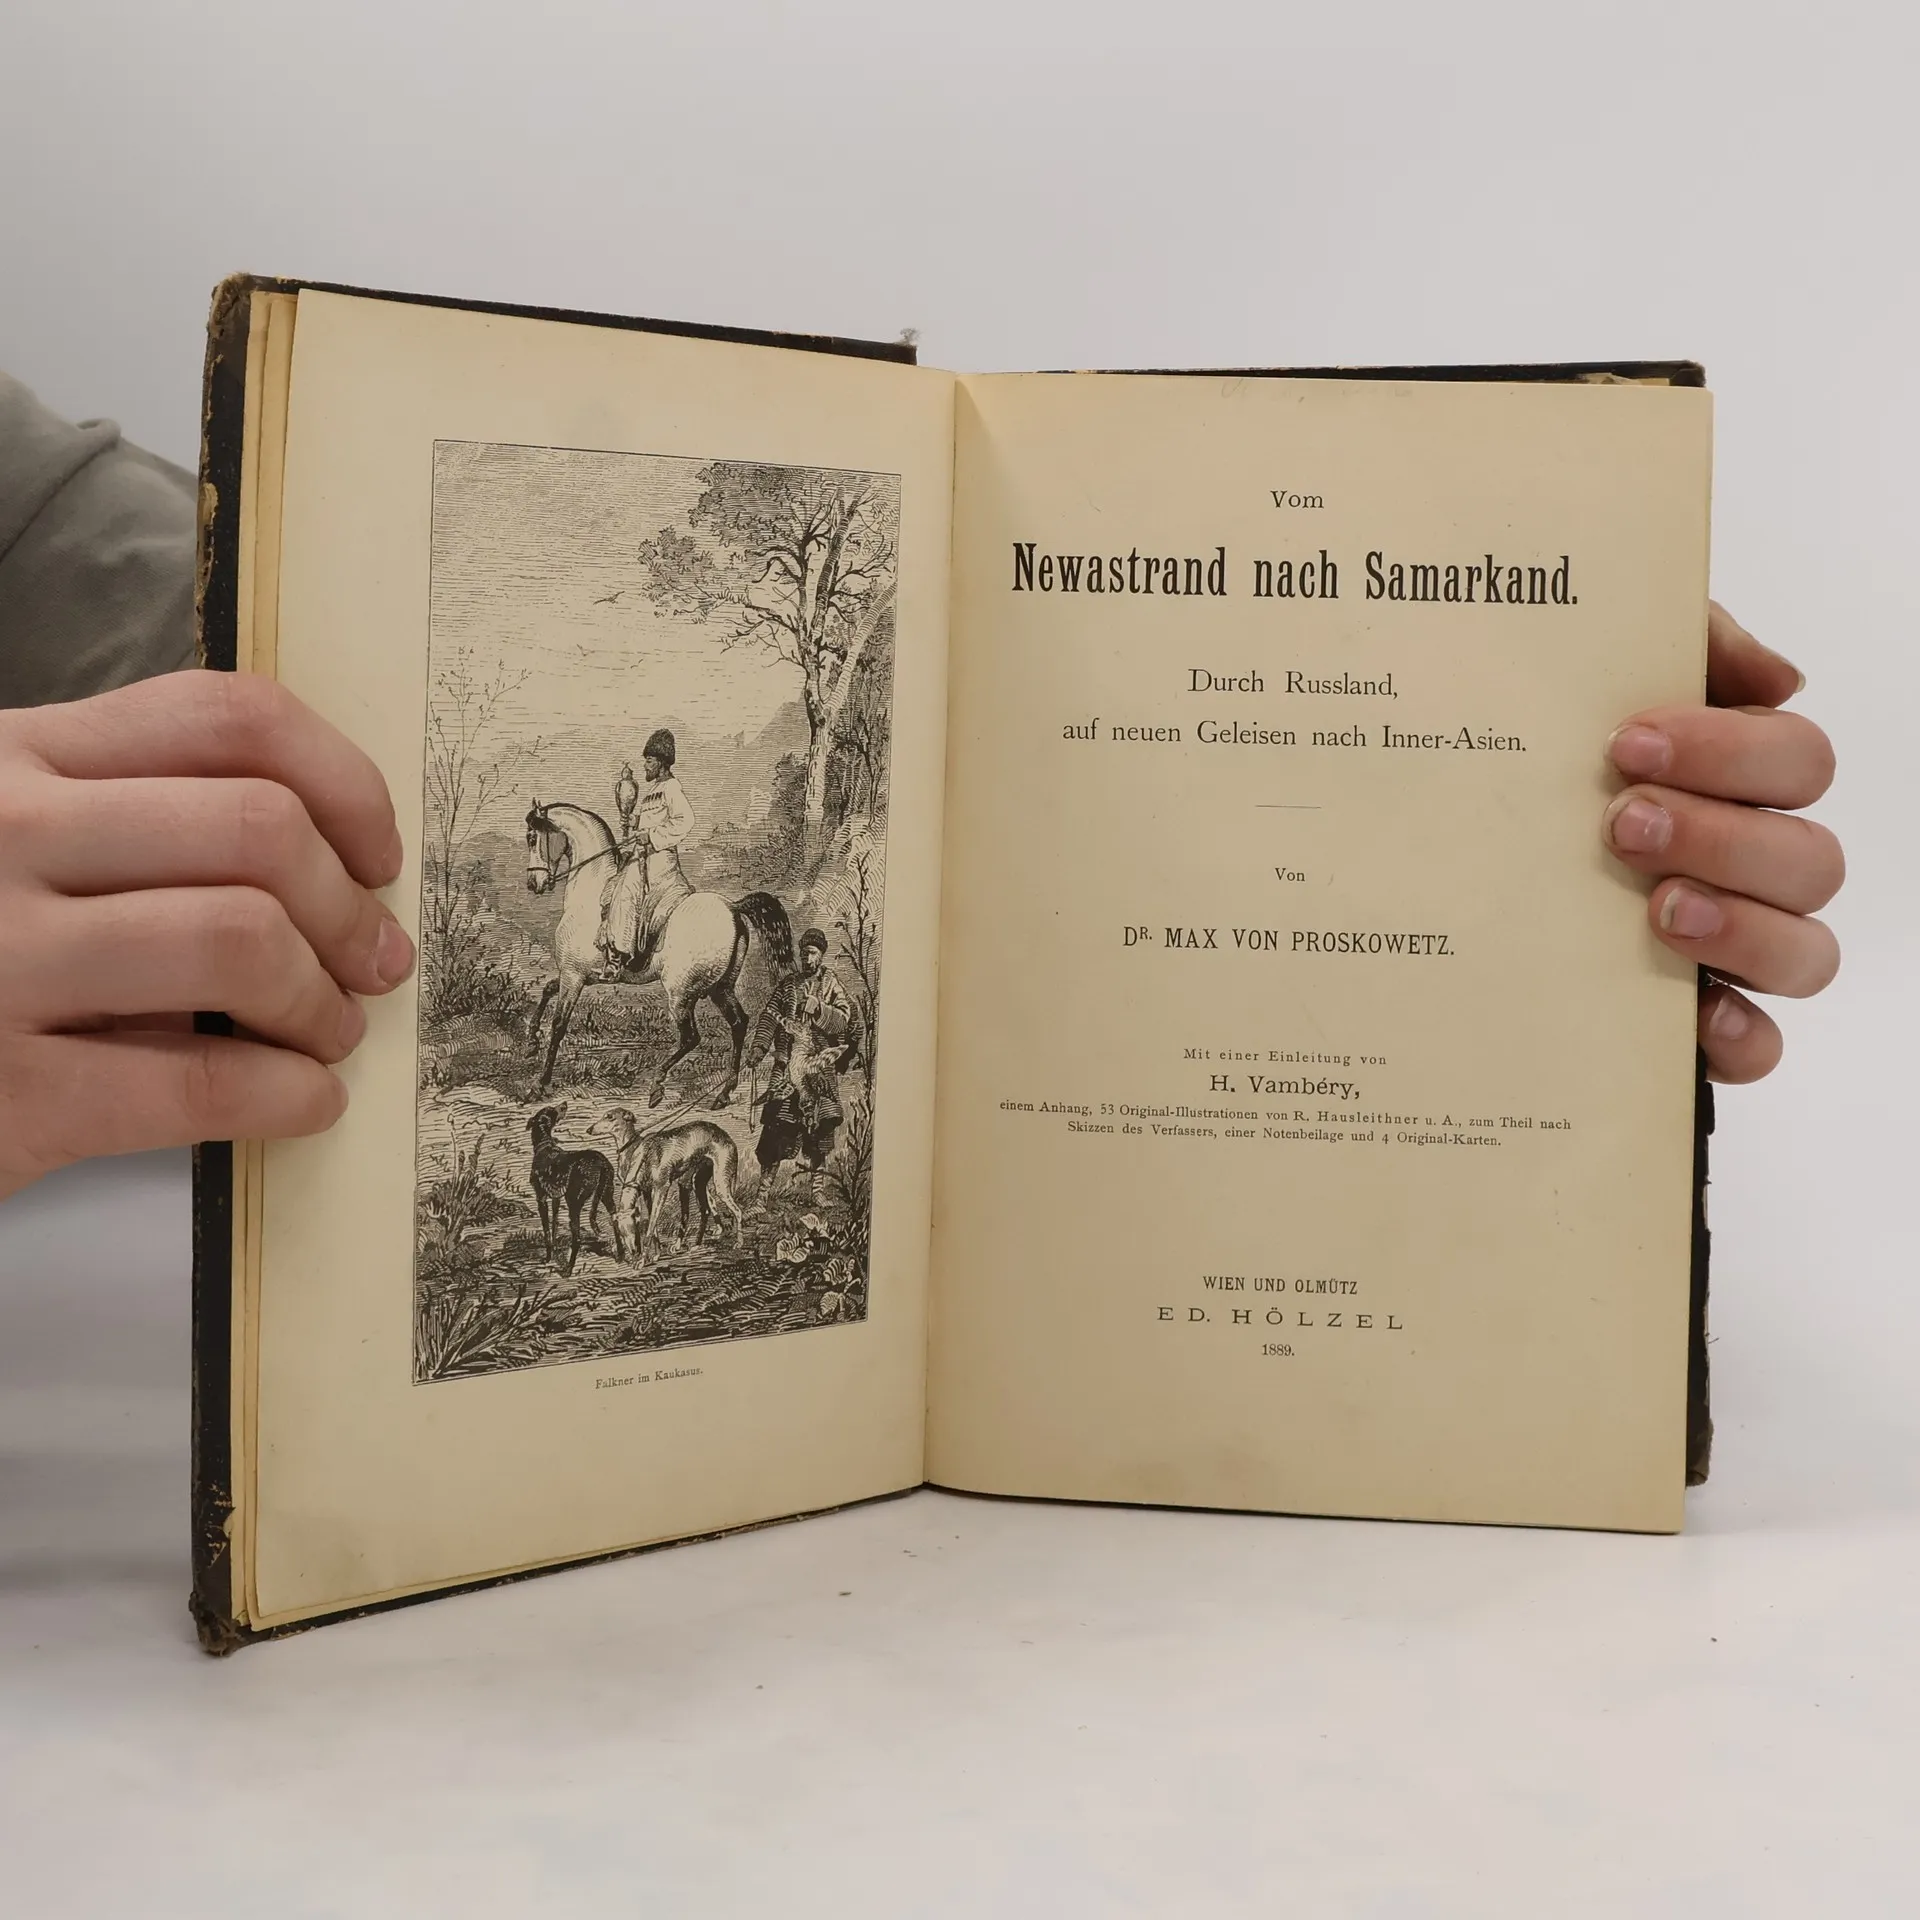 Falkner im Kaukasus.
Vom
Newastrand nach Samarkand.
Durch Russland,
auf neuen Geleisen nach Inner-Asien.
Von
DR. MAX VON PROSKOWETZ.
Mit einer Einleitung von
H. Vambéry,
einem Anhang, 53 Original-Illustrationen von R. Hausleithner u. A., zum Theil nach
Skizzen des Verfassers, einer Notenbeilage und 4 Original-Karten.
WIEN UND OLMÜTZ
ED. HÖLZEL
1889.